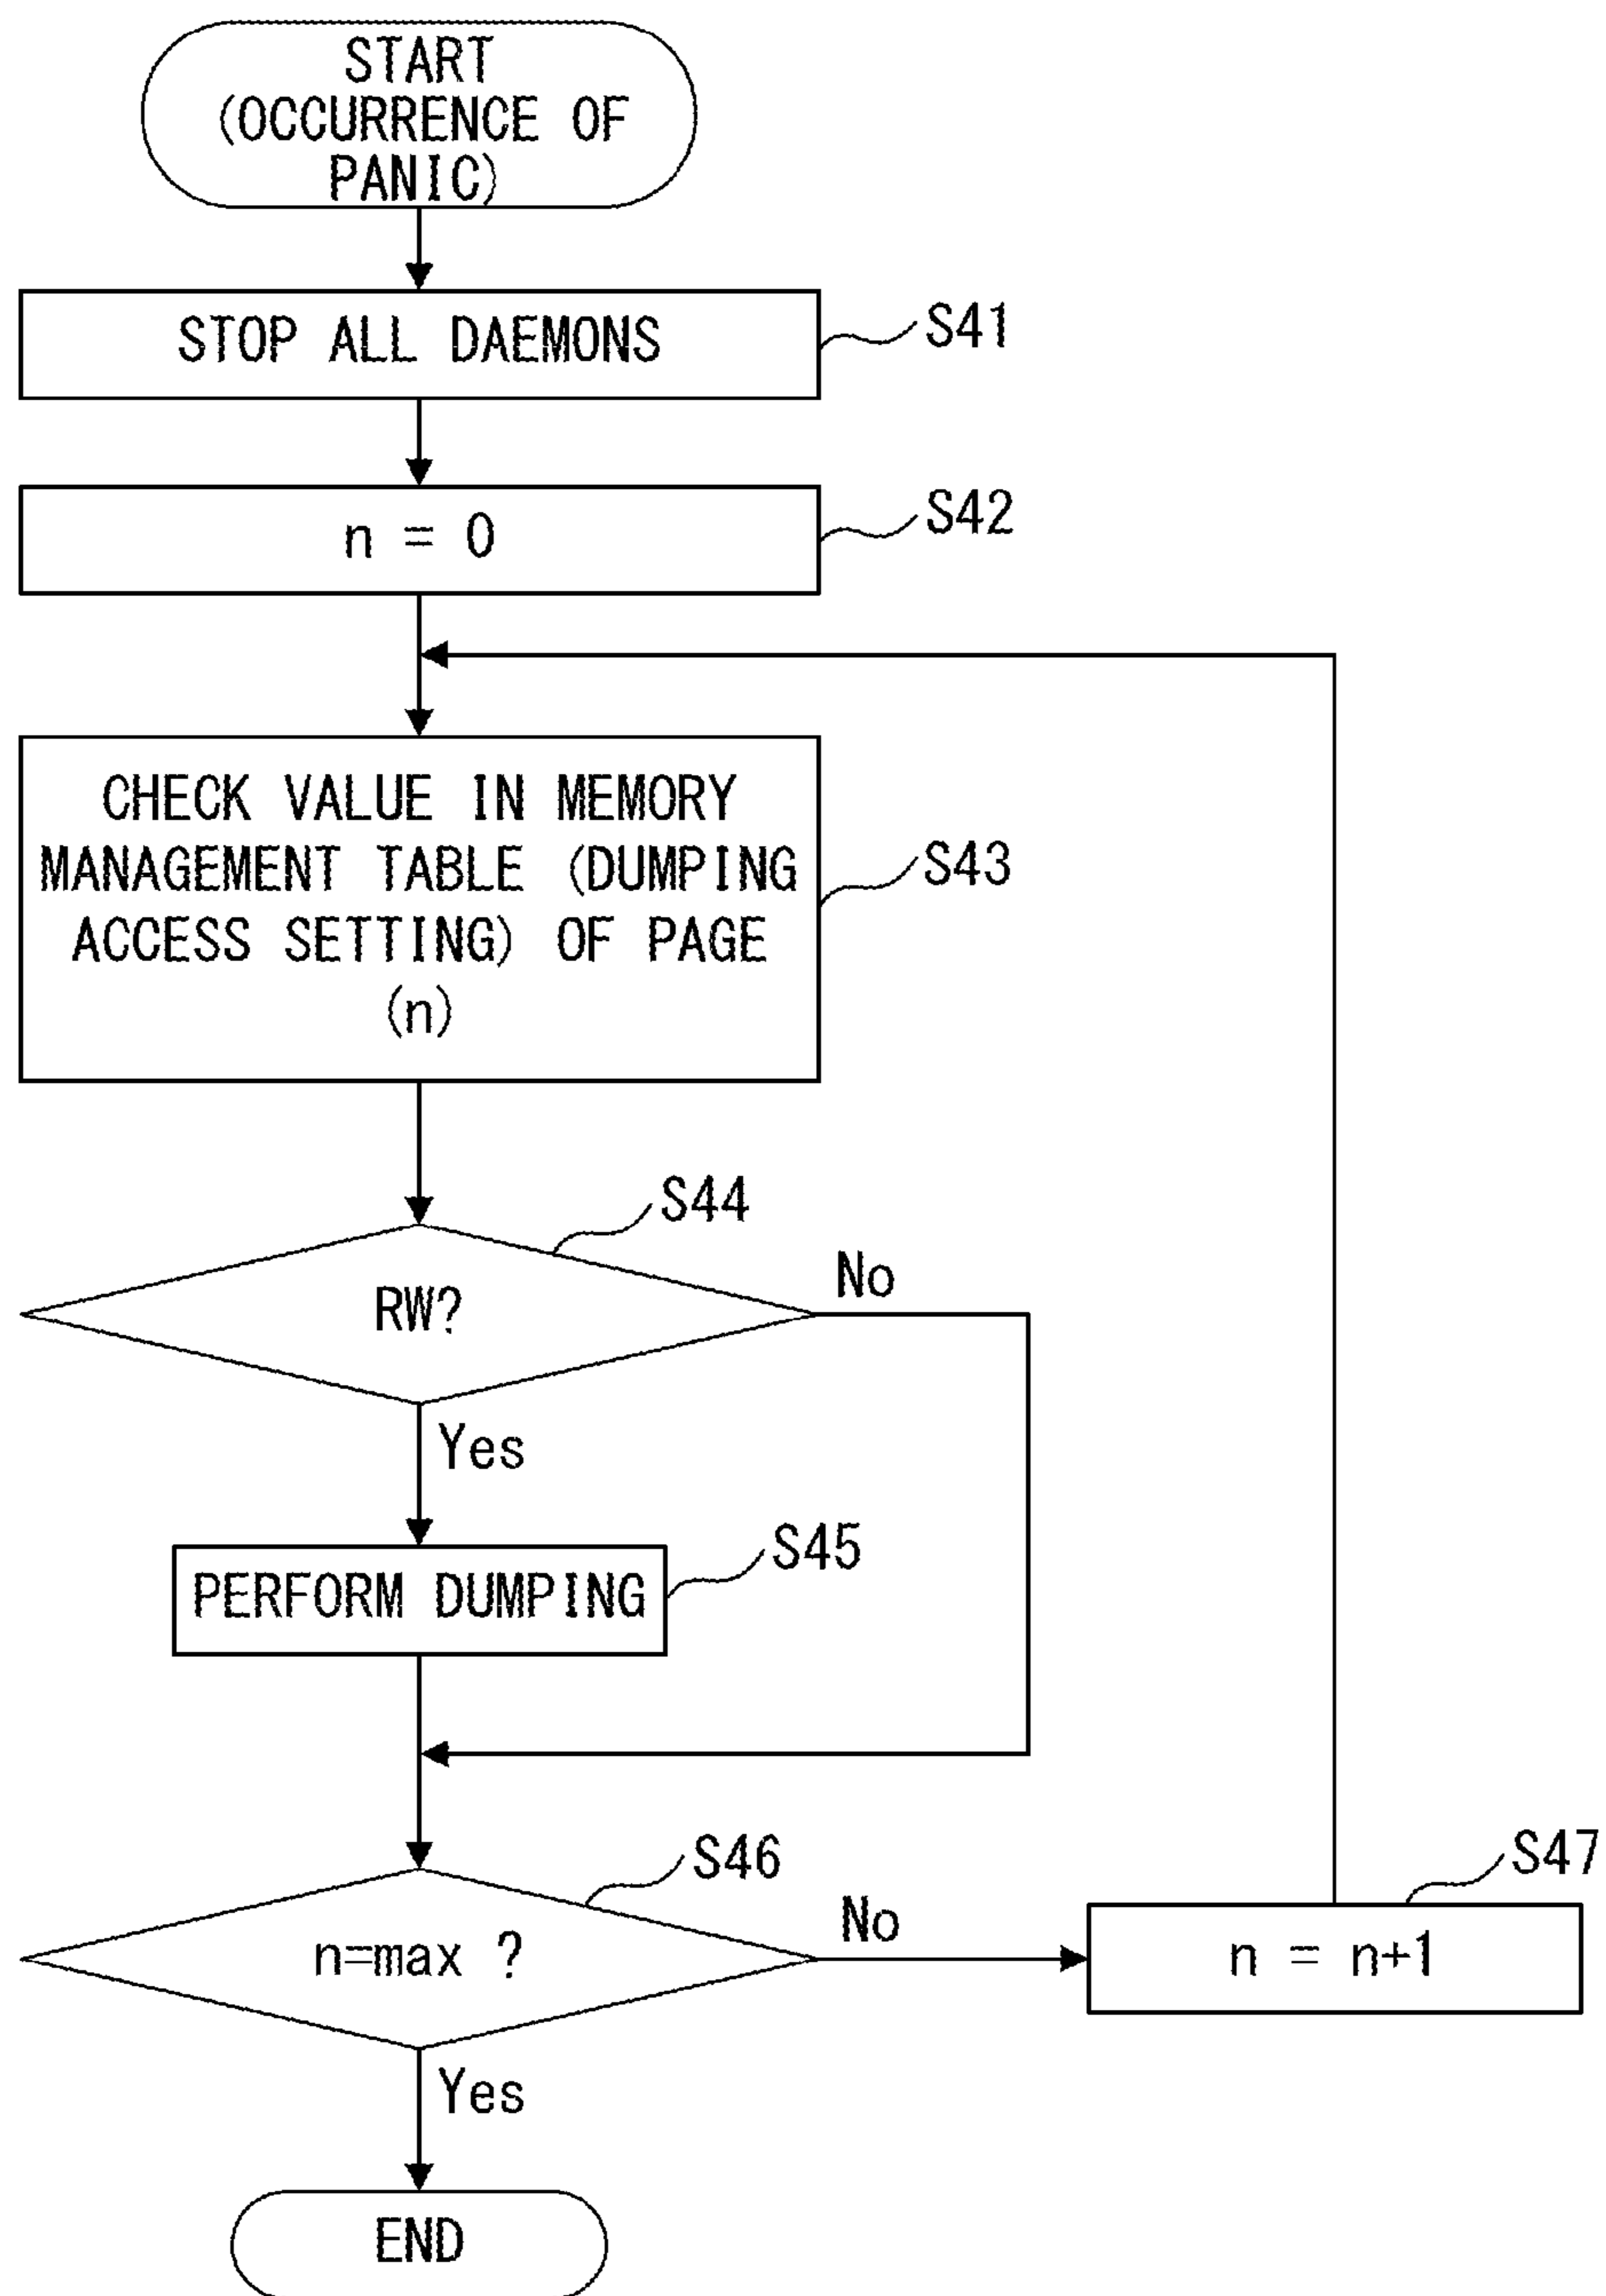 START
(OCCURRENCE OF
PANIC)
STOP ALL DAEMONS
S41
n = 0
S42
CHECK VALUE IN MEMORY
MANAGEMENT TABLE (DUMPING
ACCESS SETTING) OF PAGE
(n)
S43
S44
RW?
No
Yes
PERFORM DUMPING
S45
S46
n=max ?
No
S47
n = n+1
Yes
END